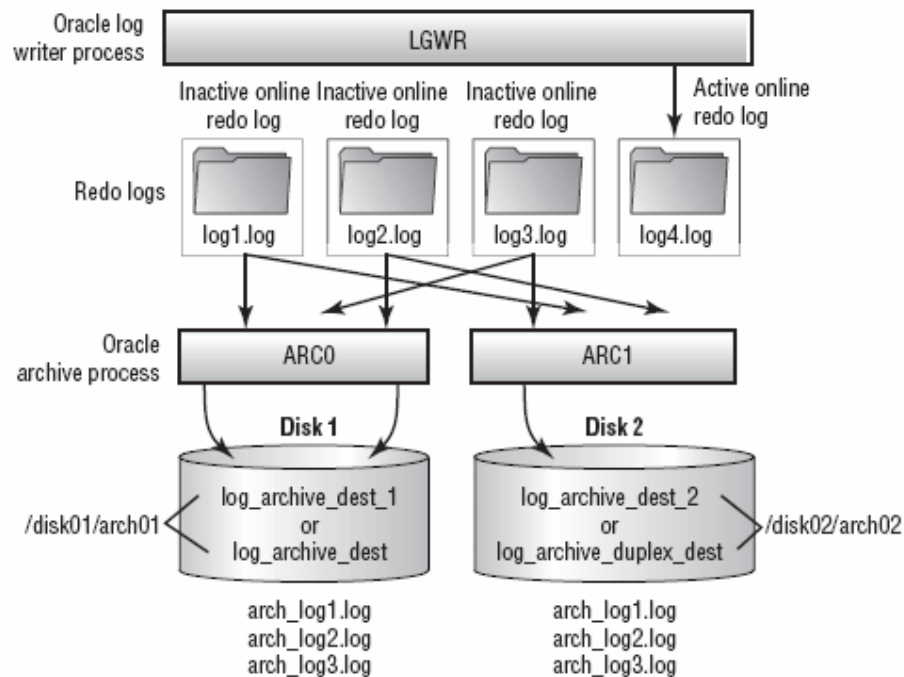 Oracle log
writer process
LGWR
Inactive online
redo log
Inactive online
redo log
Inactive online
redo log
Active online
redo log
Redo logs
log1.log
log2.log
log3.log
log4.log
Oracle
archive process
ARC0
ARC1
Disk 1
Disk 2
/disk01/arch01
log_archive_dest_1
or
log_archive_dest
log_archive_dest_2
or
log_archive_duplex_dest
/disk02/arch02
arch_log1.log
arch_log2.log
arch_log3.log
arch_log1.log
arch_log2.log
arch_log3.log